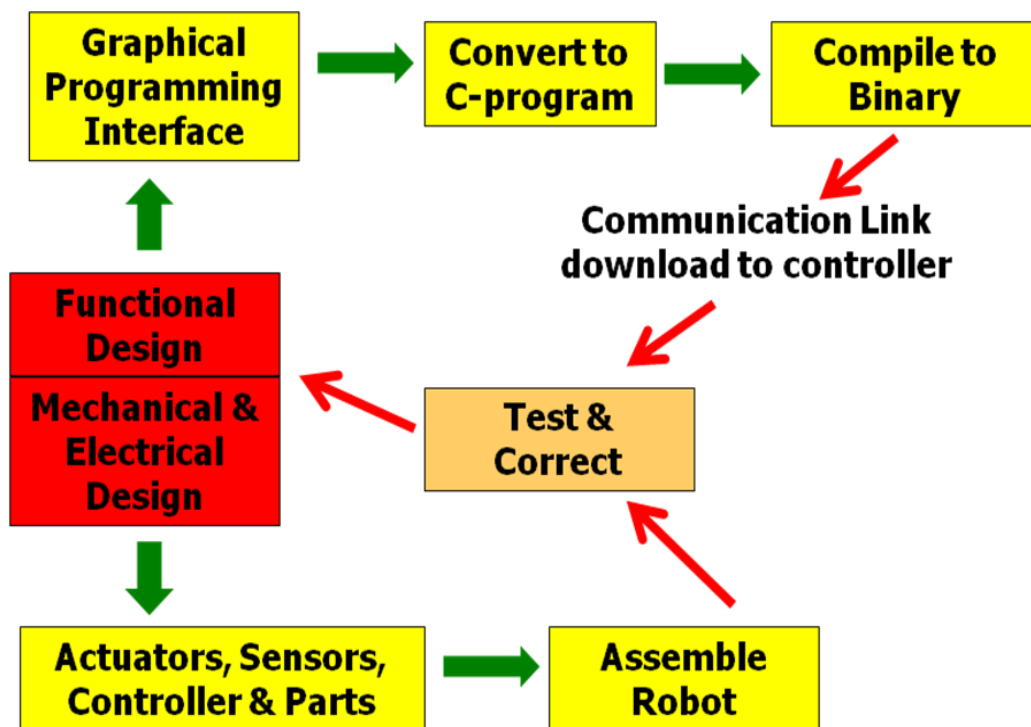 Graphical
Programming
Interface
Convert to
C-program
Compile to
Binary
Communication Link
download to controller
Functional
Design
Mechanical &
Electrical
Design
Test &
Correct
Actuators, Sensors,
Controller & Parts
Assemble
Robot